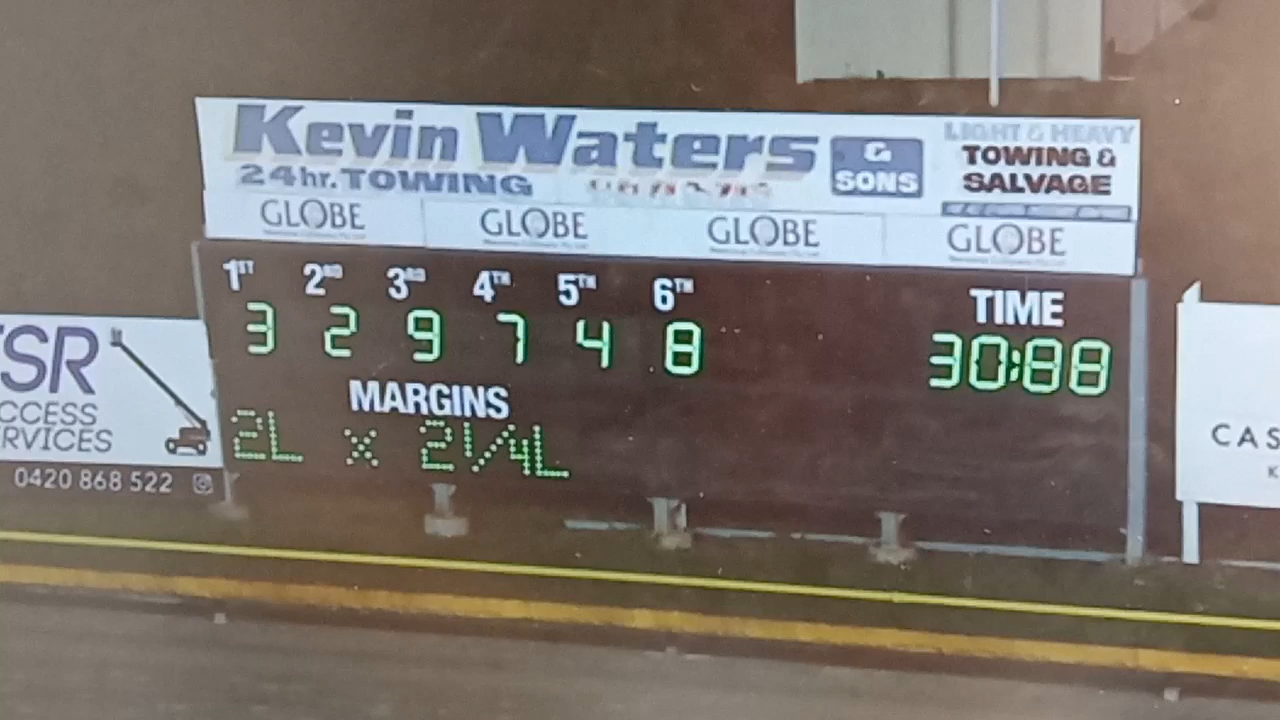 Kevin Waters & SONS
24hr. TOWING
LIGHT & HEAVY
TOWING &
SALVAGE
GLOBE GLOBE GLOBE GLOBE
1ST 2ND 3RD 4TH 5TH 6TH TIME
3 2 9 7 4 8 30:88
MARGINS
2L x 2¼L
SR
CCESS
RVICES
0420 868 522
CAS
K